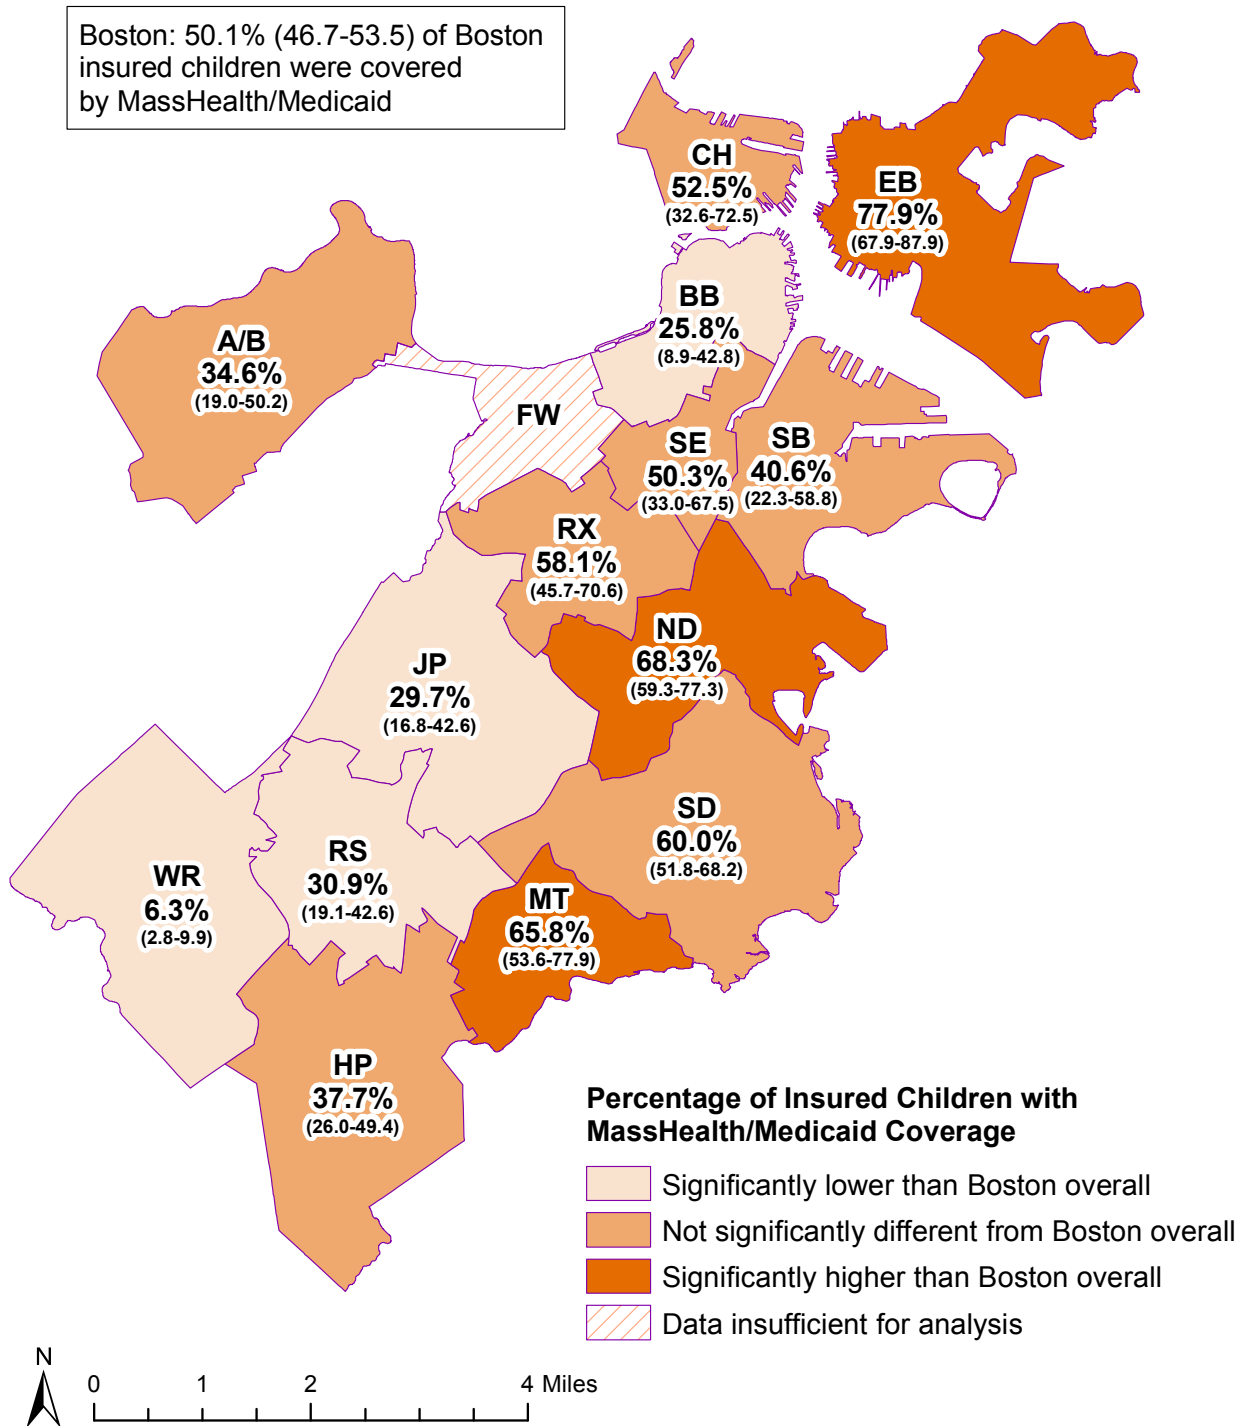 Boston: 50.1% (46.7-53.5) of Boston
insured children were covered
by MassHealth/Medicaid
CH
52.5%
(32.6-72.5)
EB
77.9%
(67.9-87.9)
BB
25.8%
(8.9-42.8)
A/B
34.6%
(19.0-50.2)
FW
SE
50.3%
(33.0-67.5)
SB
40.6%
(22.3-58.8)
RX
58.1%
(45.7-70.6)
ND
68.3%
(59.3-77.3)
JP
29.7%
(16.8-42.6)
SD
60.0%
(51.8-68.2)
RS
30.9%
(19.1-42.6)
WR
6.3%
(2.8-9.9)
MT
65.8%
(53.6-77.9)
HP
37.7%
(26.0-49.4)
Percentage of Insured Children with
MassHealth/Medicaid Coverage
Significantly lower than Boston overall
Not significantly different from Boston overall
Significantly higher than Boston overall
Data insufficient for analysis
N
0 1 2 4 Miles